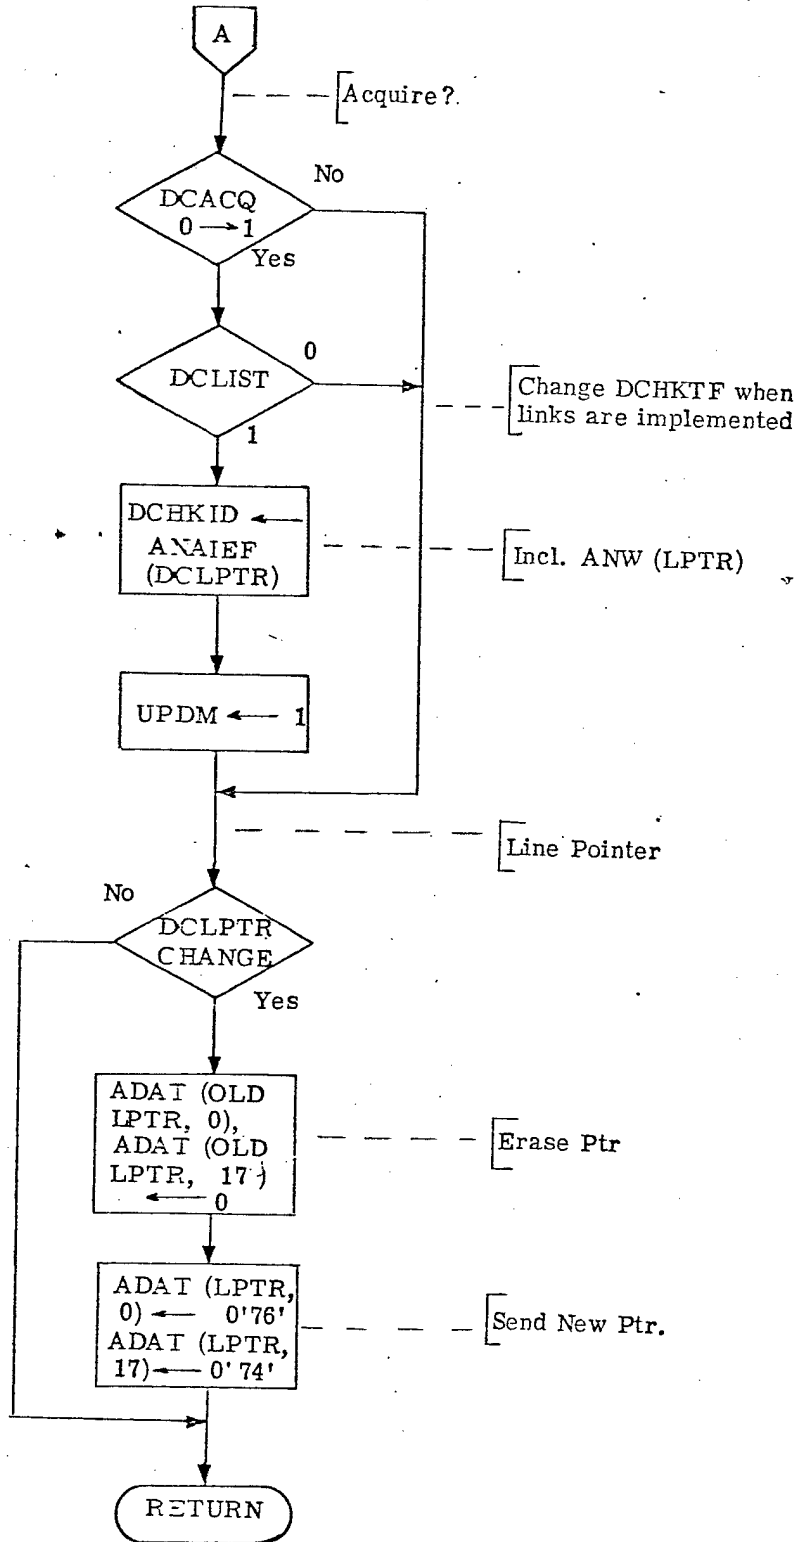 A
Acquire?
No
DCACQ
0 → 1
Yes
0
DCLIST
1
Change DCHKTF when
links are implemented
DCHKID ←
(DCLPTR)
Incl. ANW (LPTR)
UPDM ← 1
Line Pointer
No
DCLPTR
CHANGE
Yes
ADAT (OLD
LPTR, 0),
ADAT (OLD
LPTR, 17)
← 0
Erase Ptr
ADAT (LPTR,
0) ← 0'76'
ADAT (LPTR,
17) ← 0'74'
Send New Ptr.
RETURN